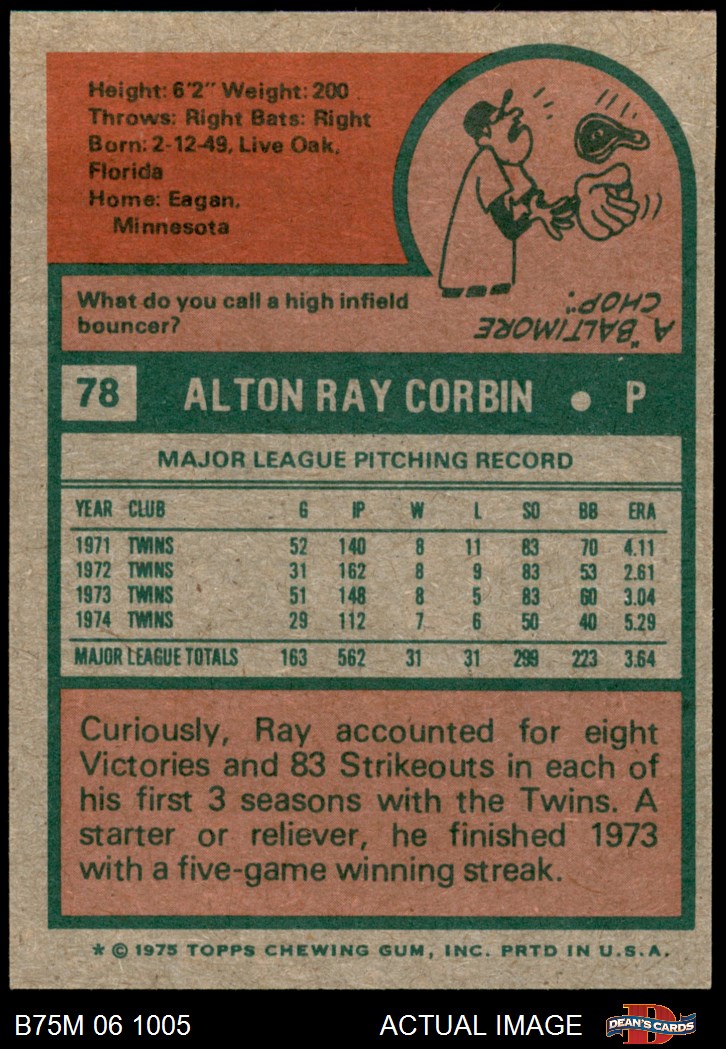 Height: 6'2" Weight: 200
Throws: Right Bats: Right
Born: 2-12-49, Live Oak,
Florida
Home: Eagan,
Minnesota
What do you call a high infield
bouncer?
A "BALTIMORE
CHOP".
78 ALTON RAY CORBIN • P
MAJOR LEAGUE PITCHING RECORD
YEAR CLUB G IP W L SO BB ERA
1971 TWINS 52 140 8 11 83 70 4.11
1972 TWINS 31 162 8 9 83 53 2.61
1973 TWINS 51 148 8 5 83 60 3.04
1974 TWINS 29 112 7 6 50 40 5.29
MAJOR LEAGUE TOTALS 163 562 31 31 299 223 3.64
Curiously, Ray accounted for eight
Victories and 83 Strikeouts in each of
his first 3 seasons with the Twins. A
starter or reliever, he finished 1973
with a five-game winning streak.
* © 1975 TOPPS CHEWING GUM, INC. PRTD IN U.S.A.
B75M 06 1005 ACTUAL IMAGE D DEAN'S CARDS